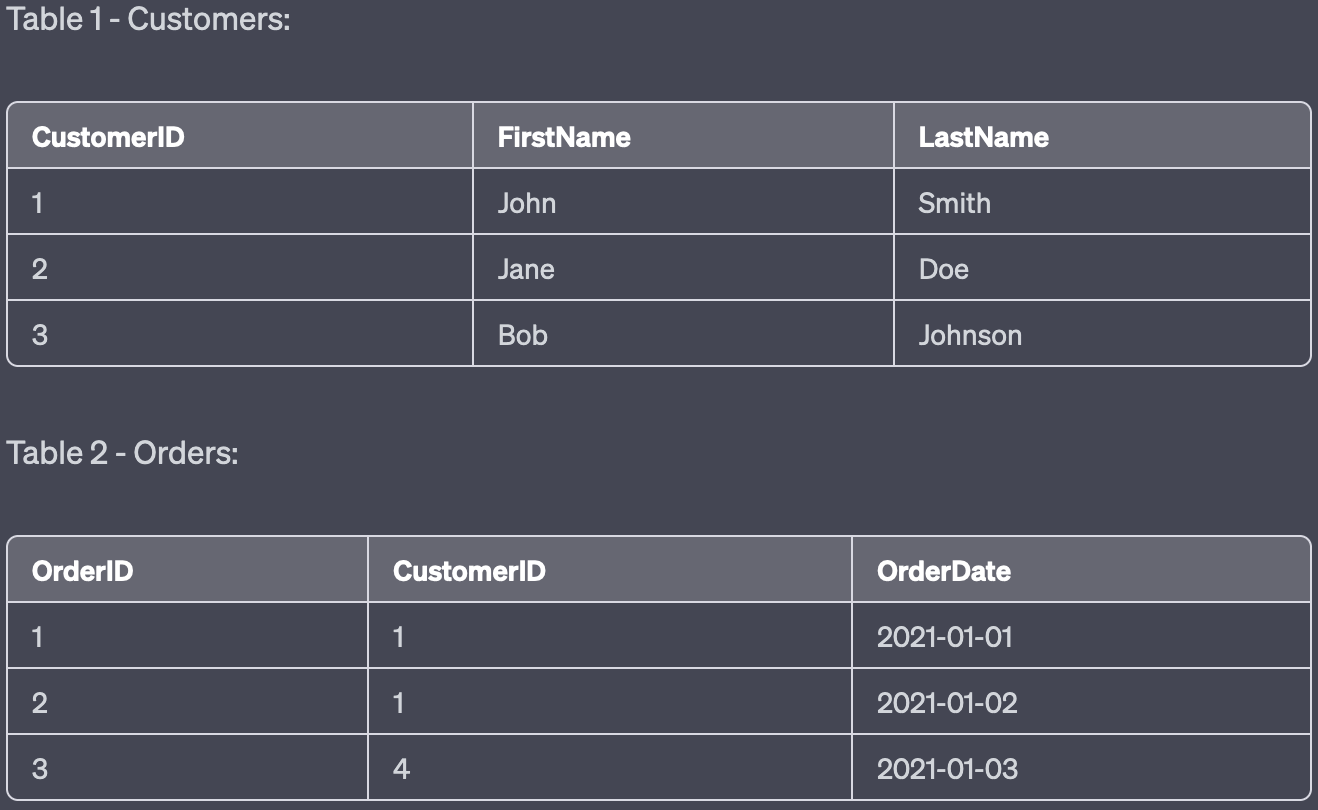 Table 1 - Customers:
CustomerID FirstName LastName
1 John Smith
2 Jane Doe
3 Bob Johnson
Table 2 - Orders:
OrderID CustomerID OrderDate
1 1 2021-01-01
2 1 2021-01-02
3 4 2021-01-03